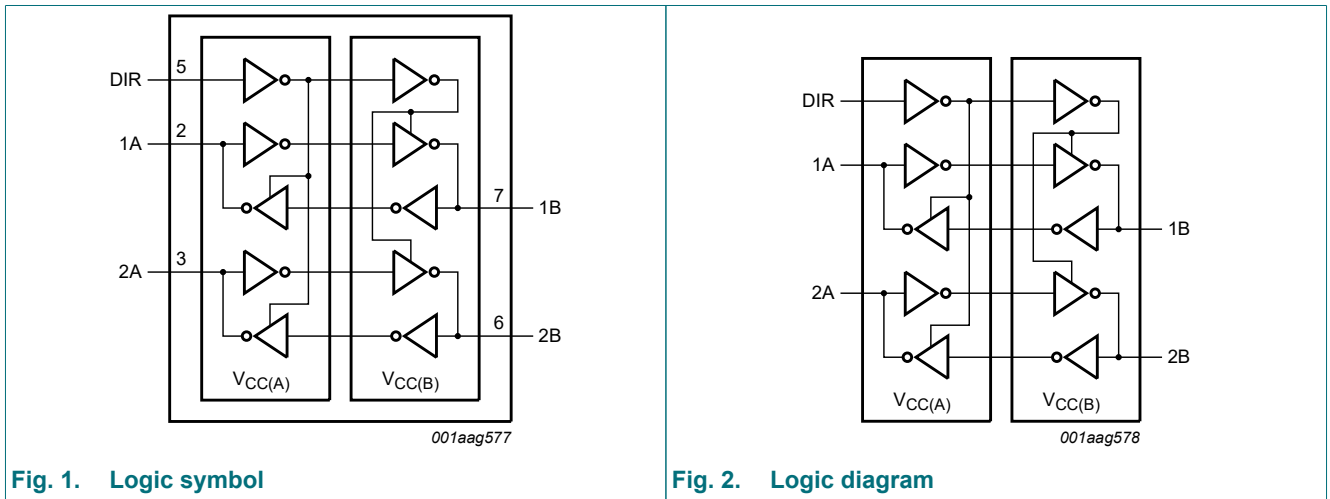 DIR 5
1A 2
7 1B
2A 3
6 2B
VCC(A) VCC(B)
001aag577
Fig. 1. Logic symbol
DIR
1A
1B
2A
2B
VCC(A) VCC(B)
001aag578
Fig. 2. Logic diagram